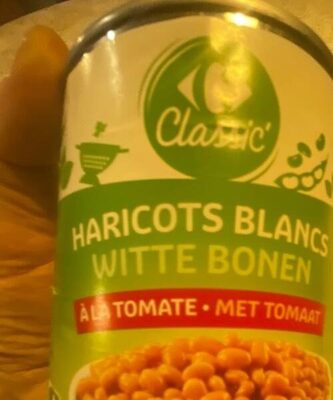 Classic'
HARICOTS BLANCS
WITTE BONEN
À LA TOMATE • MET TOMAAT